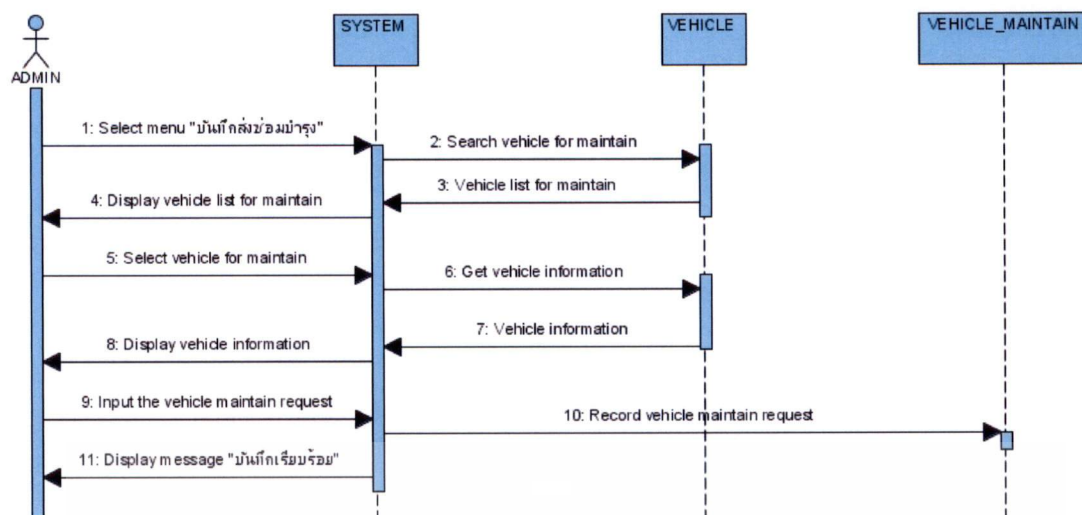 SYSTEM
VEHICLE
VEHICLE_MAINTAIN
ADMIN
1: Select menu "บันทึกส่งซ่อมบำรุง"
2: Search vehicle for maintain
3: Vehicle list for maintain
4: Display vehicle list for maintain
5: Select vehicle for maintain
6: Get vehicle information
7: Vehicle information
8: Display vehicle information
9: Input the vehicle maintain request
10: Record vehicle maintain request
11: Display message "บันทึกเรียบร้อย"